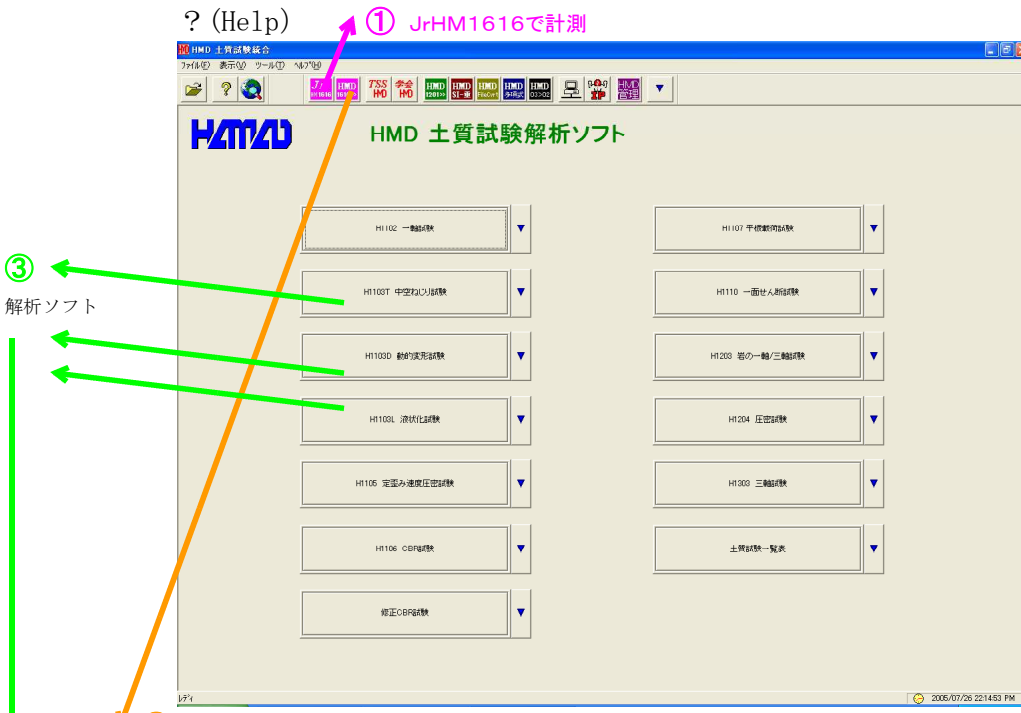 ？(Help)
① JrHM1616で計測
HMD 土質試験統合
ファイル(F) 表示(V) ツール(T) ヘルプ(H)
HAMAD
HMD 土質試験解析ソフト
H1102 一軸試験
H1107 平板載荷試験
③
解析ソフト
H1103T 中空ねじり試験
H1110 一面せん断試験
H1103D 動的変形試験
H1203 岩の一軸/三軸試験
H1103L 液状化試験
H1204 圧密試験
H1105 定歪み速度圧密試験
H1303 三軸試験
H1106 CBR試験
土質試験一覧表
修正CBR試験
レディ
2005/07/26 22:14:53 PM